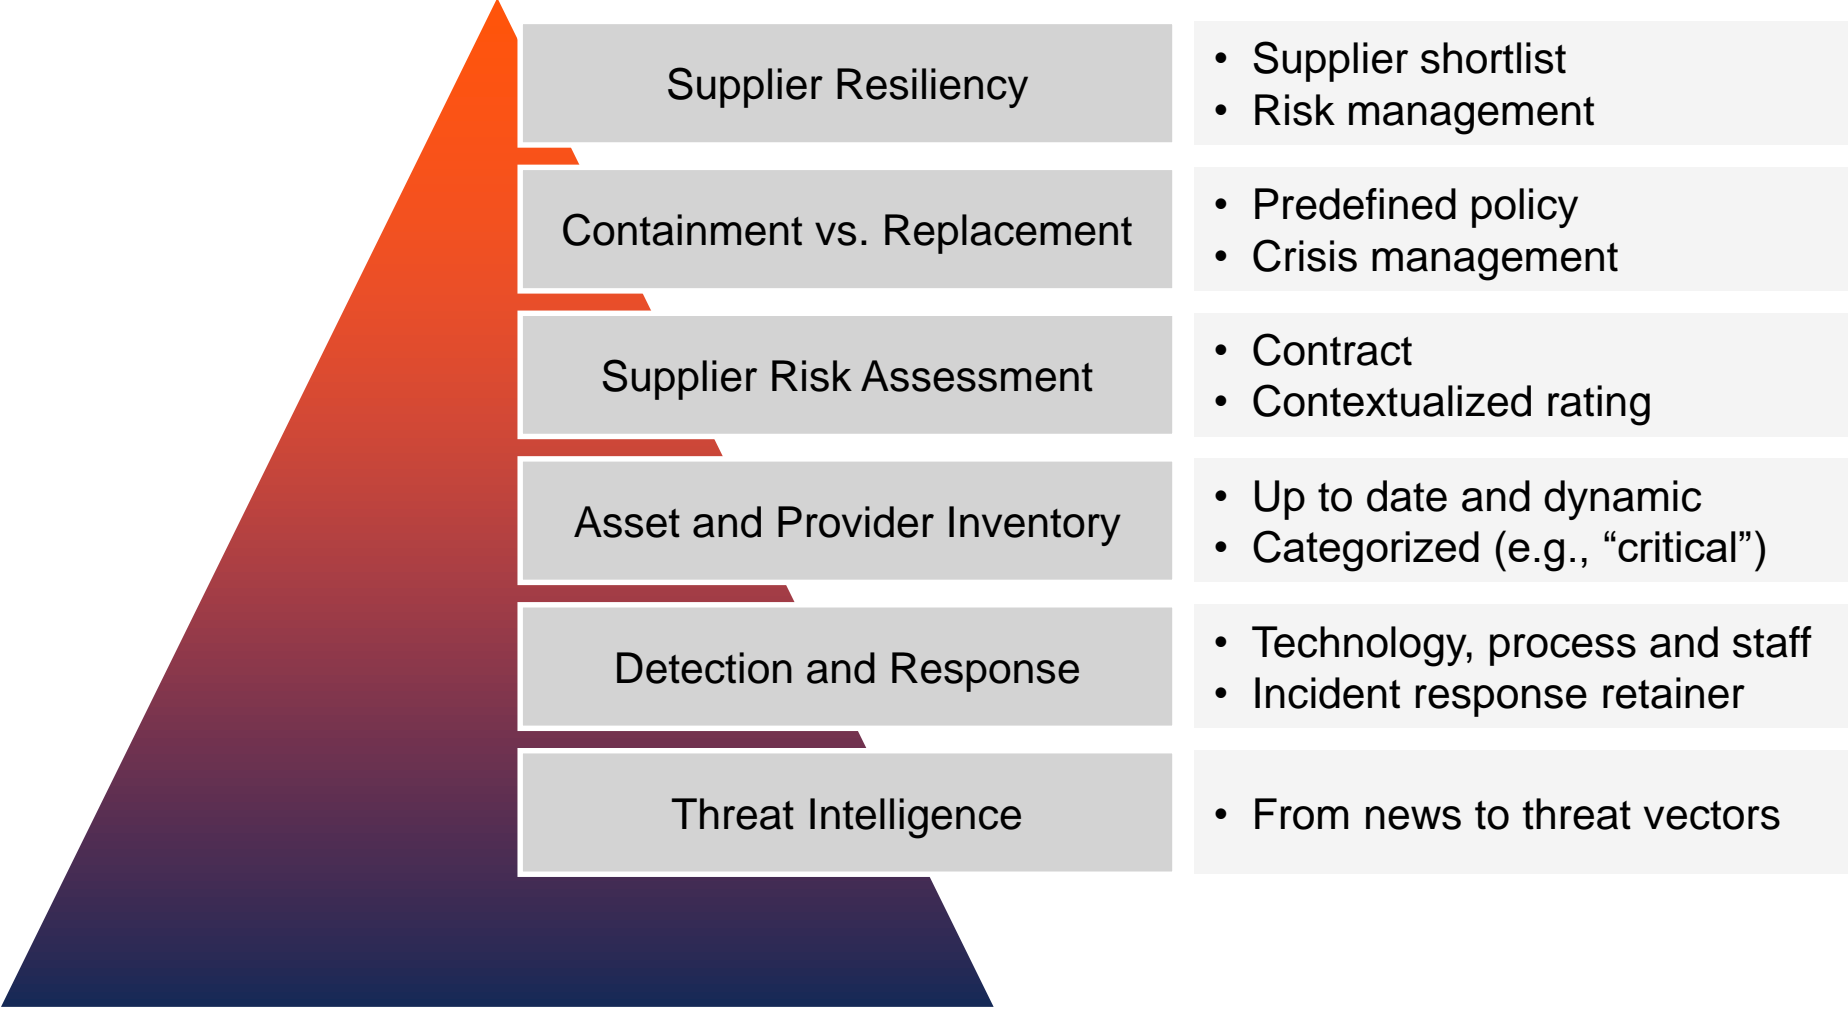 Supplier Resiliency
• Supplier shortlist
• Risk management
Containment vs. Replacement
• Predefined policy
• Crisis management
Supplier Risk Assessment
• Contract
• Contextualized rating
Asset and Provider Inventory
• Up to date and dynamic
• Categorized (e.g., “critical”)
Detection and Response
• Technology, process and staff
• Incident response retainer
Threat Intelligence
• From news to threat vectors